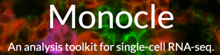 Monocle
An analysis toolkit for single-cell RNA-seq.